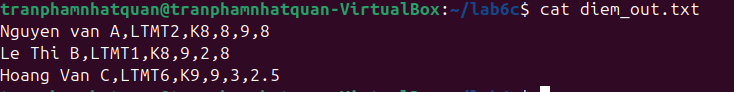 tranphamnhatquan@tranphamnhatquan-VirtualBox:~/lab6c$ cat diem_out.txt
Nguyen van A,LTMT2,K8,8,9,8
Le Thi B,LTMT1,K8,9,2,8
Hoang Van C,LTMT6,K9,9,3,2.5